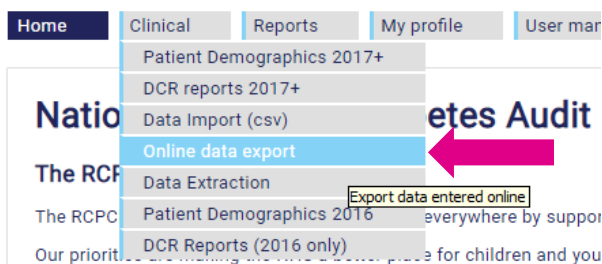 Home Clinical Reports My profile User man
Patient Demographics 2017+
DCR reports 2017+
Natio etes Audit
Data Import (csv)
Online data export
The RCP
Data Extraction
Export data entered online
The RCPC Patient Demographics 2016 everywhere by suppor
DCR Reports (2016 only)
Our prioriti place for children and you